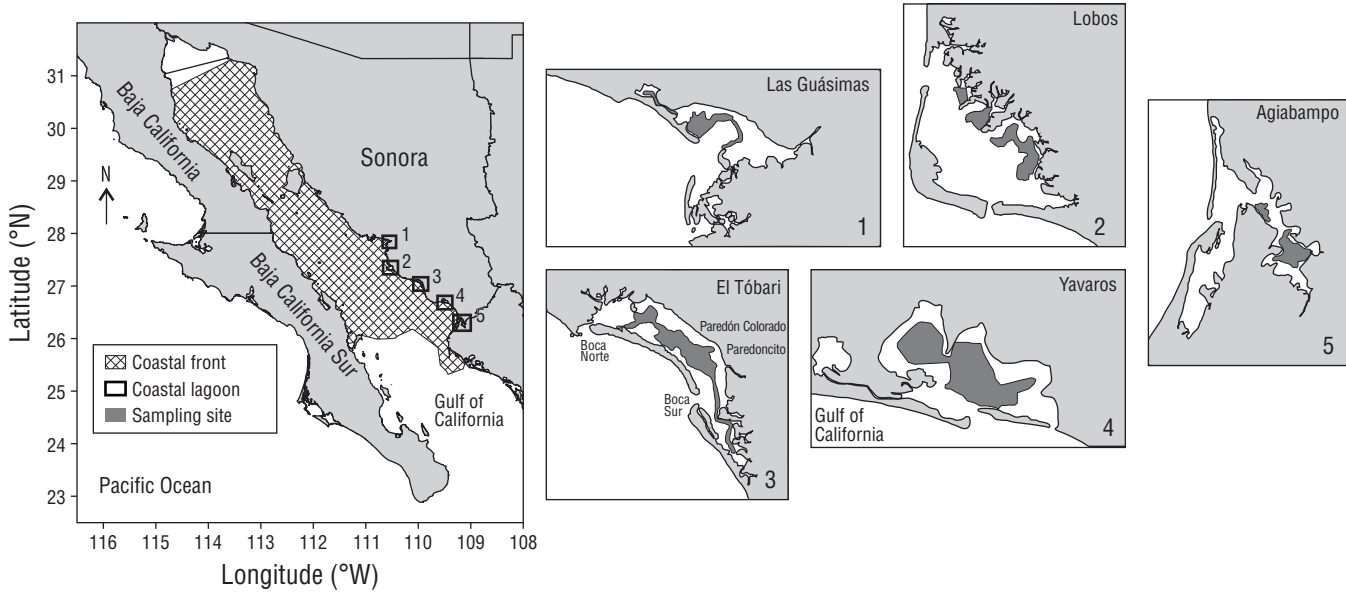 31
30
29
28
27
26
25
24
23
Latitude (°N)
116
115
114
113
112
111
110
109
108
Longitude (°W)
Baja California
Sonora
N
Baja California Sur
1
2
3
4
5
Coastal front
Coastal lagoon
Sampling site
Gulf of
California
Pacific Ocean
Las Guásimas
1
Lobos
2
El Tóbari
Paredón Colorado
Paredoncito
Boca
Norte
Boca
Sur
3
Yavaros
Gulf of
California
4
Agiabampo
5